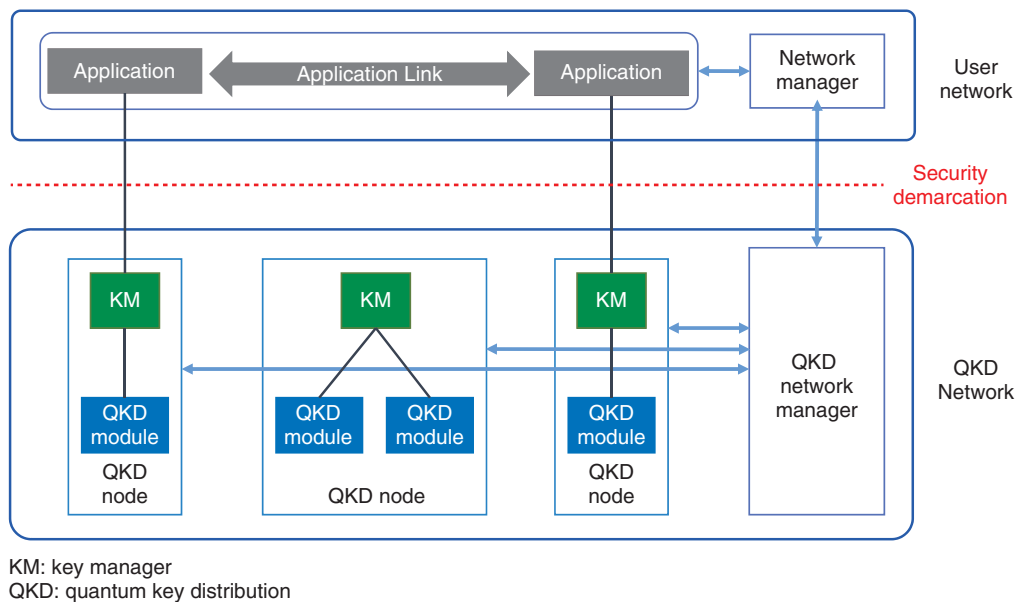 Application
Application Link
Application
Network
manager
User
network
Security
demarcation
KM
KM
KM
QKD
network
manager
QKD
Network
QKD
module
QKD
module
QKD
module
QKD
module
QKD
node
QKD node
QKD
node
KM: key manager
QKD: quantum key distribution